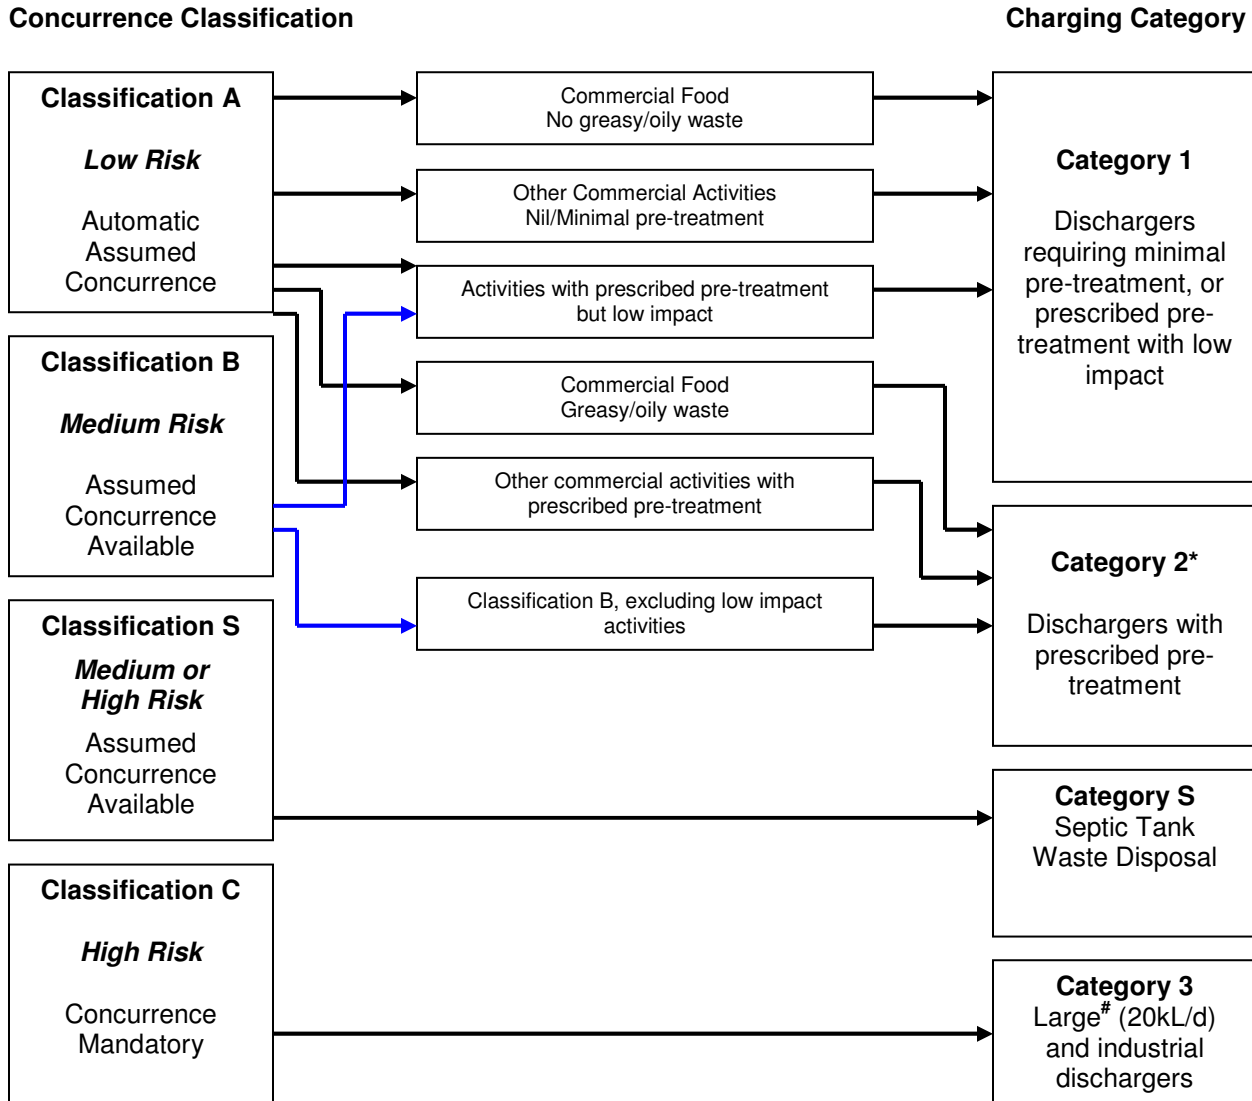 Concurrence Classification
Charging Category
Classification A
Low Risk
Automatic
Assumed
Concurrence
Classification B
Medium Risk
Assumed
Concurrence
Available
Classification S
Medium or
High Risk
Assumed
Concurrence
Available
Classification C
High Risk
Concurrence
Mandatory
Commercial Food
No greasy/oily waste
Other Commercial Activities
Nil/Minimal pre-treatment
Activities with prescribed pre-treatment
but low impact
Commercial Food
Greasy/oily waste
Other commercial activities with
prescribed pre-treatment
Classification B, excluding low impact
activities
Category 1
Dischargers
requiring minimal
pre-treatment, or
prescribed pre-
treatment with low
impact
Category 2*
Dischargers with
prescribed pre-
treatment
Category S
Septic Tank
Waste Disposal
Category 3
Large# (20kL/d)
and industrial
dischargers